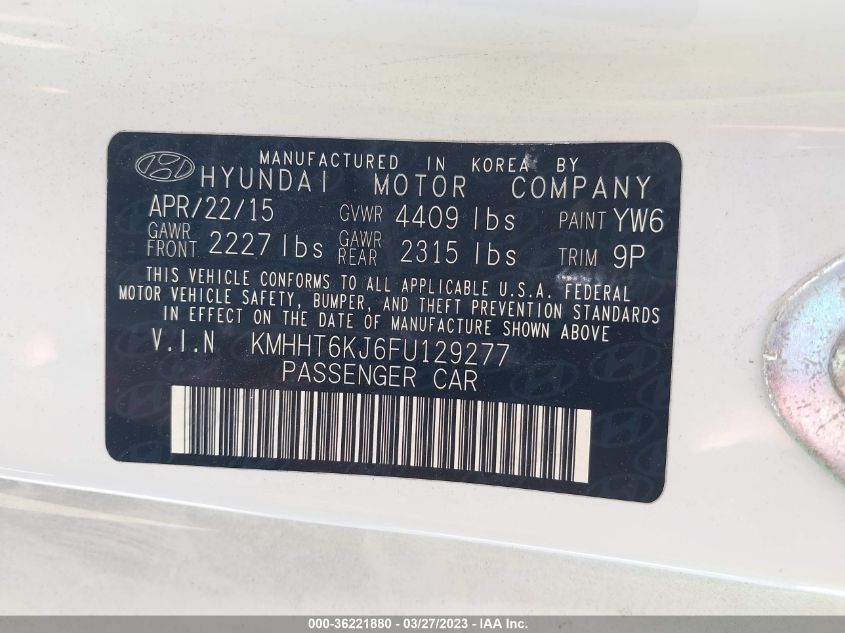 MANUFACTURED IN KOREA BY
HYUNDAI MOTOR COMPANY
APR/22/15 GVWR 4409 lbs PAINT YW6
GAWR FRONT 2227 lbs GAWR REAR 2315 lbs TRIM 9P
THIS VEHICLE CONFORMS TO ALL APPLICABLE U.S.A. FEDERAL
MOTOR VEHICLE SAFETY, BUMPER, AND THEFT PREVENTION STANDARDS
IN EFFECT ON THE DATE OF MANUFACTURE SHOWN ABOVE
V.I.N KMHHT6KJ6FU129277
PASSENGER CAR
000-36221880 - 03/27/2023 - IAA Inc.